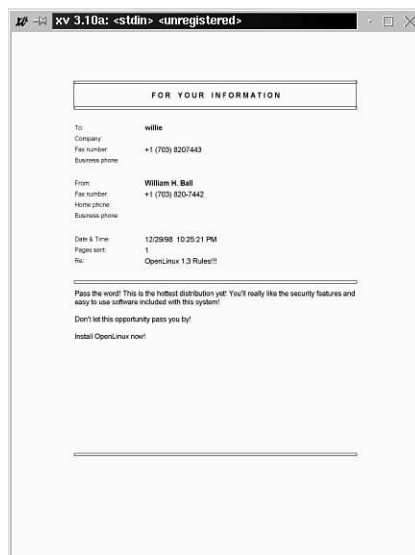 xv 3.10a: <stdin> <unregistered>
FOR YOUR INFORMATION
To: willie
Company:
Fax number: +1 (703) 8207443
Business phone:
From: William H. Ball
Fax number: +1 (703) 820-7442
Home phone:
Business phone:
Date & Time: 12/29/98 10:25:21 PM
Pages sent: 1
Re: OpenLinux 1.3 Rules!!!
Pass the word! This is the hottest distribution yet! You'll really like the security features and
easy to use software included with this system!
Don't let this opportunity pass you by!
Install OpenLinux now!